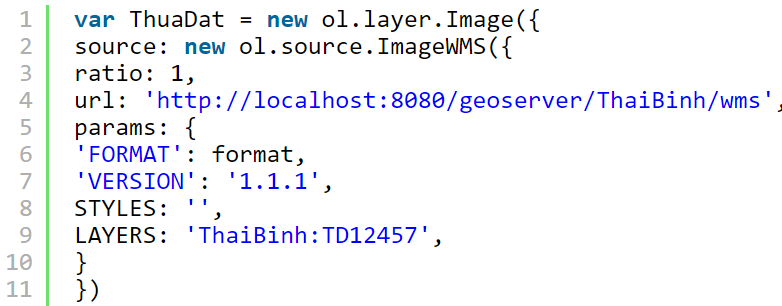 1 var ThuaDat = new ol.layer.Image({
2 source: new ol.source.ImageWMS({
3 ratio: 1,
4 url: 'http://localhost:8080/geoserver/ThaiBinh/wms',
5 params: {
6 'FORMAT': format,
7 'VERSION': '1.1.1',
8 STYLES: '',
9 LAYERS: 'ThaiBinh:TD12457',
10 }
11 })